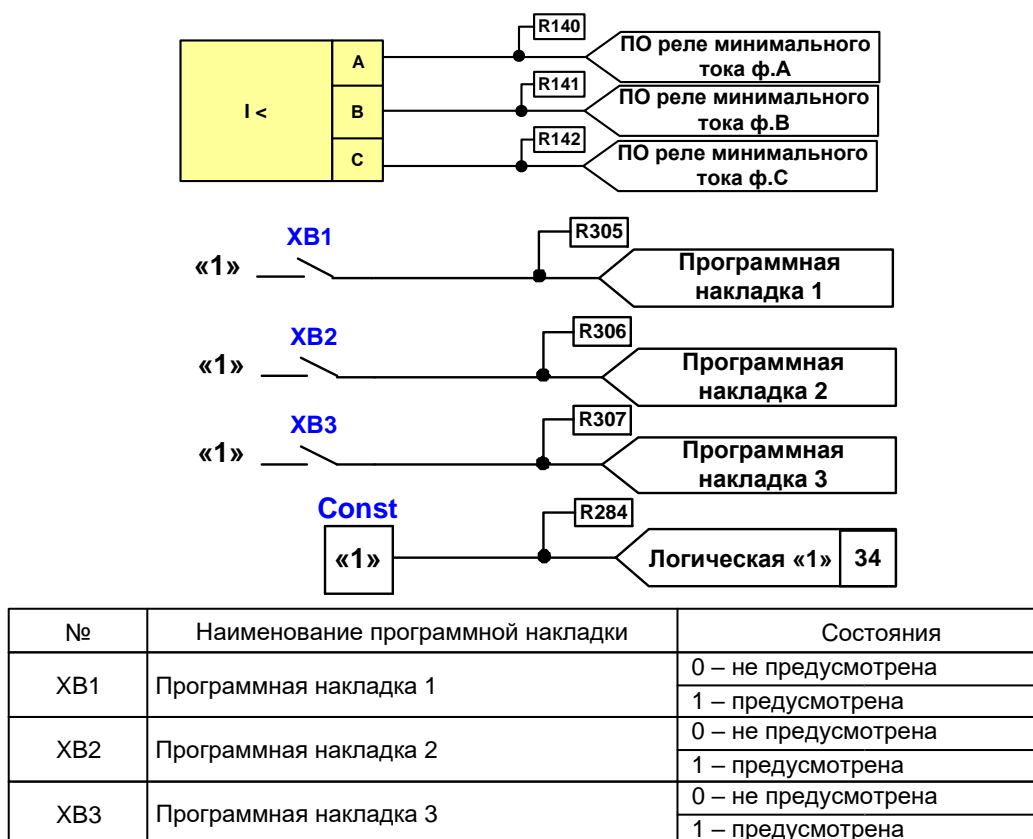 R140
ПО реле минимального
тока ф.А
A
I <
R141
ПО реле минимального
тока ф.В
B
R142
ПО реле минимального
тока ф.С
C
XB1
R305
«1»
Программная
накладка 1
XB2
R306
«1»
Программная
накладка 2
XB3
R307
«1»
Программная
накладка 3
Const
R284
«1»
Логическая «1» 34
№ Наименование программной накладки Состояния
XB1 Программная накладка 1 0 – не предусмотрена
1 – предусмотрена
XB2 Программная накладка 2 0 – не предусмотрена
1 – предусмотрена
XB3 Программная накладка 3 0 – не предусмотрена
1 – предусмотрена